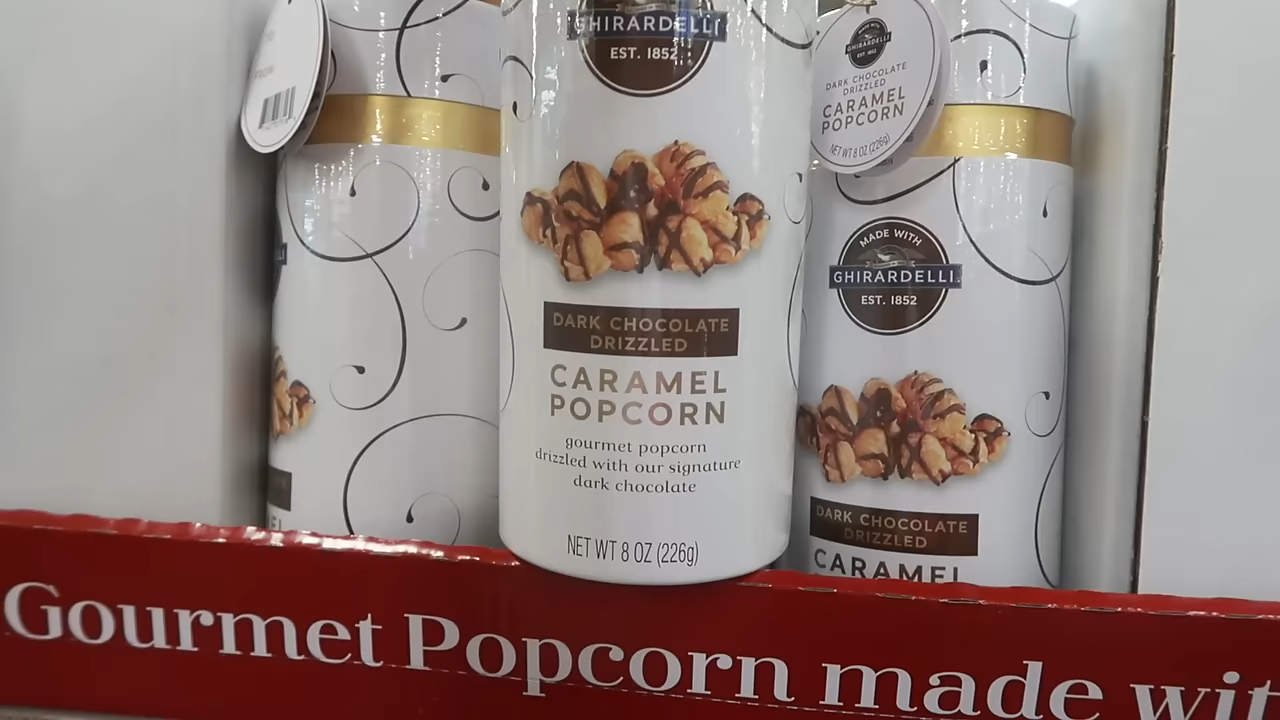 GHIRARDELLI
EST. 1852
DARK CHOCOLATE
DRIZZLED
CARAMEL
POPCORN
gourmet popcorn
drizzled with our signature
dark chocolate
NET WT 8 OZ (226g)
MADE WITH
GHIRARDELLI
EST. 1852
DARK CHOCOLATE
DRIZZLED
CARAMEL
POPCORN
NET WT 8 OZ (226g)
MADE WITH
GHIRARDELLI
EST. 1852
DARK CHOCOLATE
DRIZZLED
CARAMEL
Gourmet Popcorn made wit